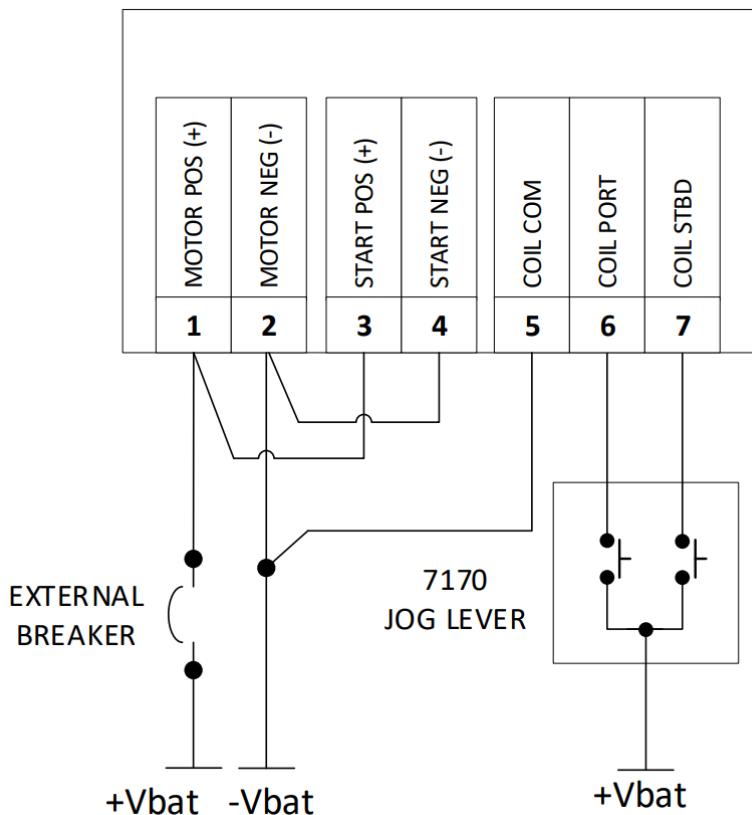 MOTOR POS (+)
MOTOR NEG (-)
START POS (+)
START NEG (-)
COIL COM
COIL PORT
COIL STBD
1
2
3
4
5
6
7
EXTERNAL
BREAKER
7170
JOG LEVER
+Vbat
-Vbat
+Vbat